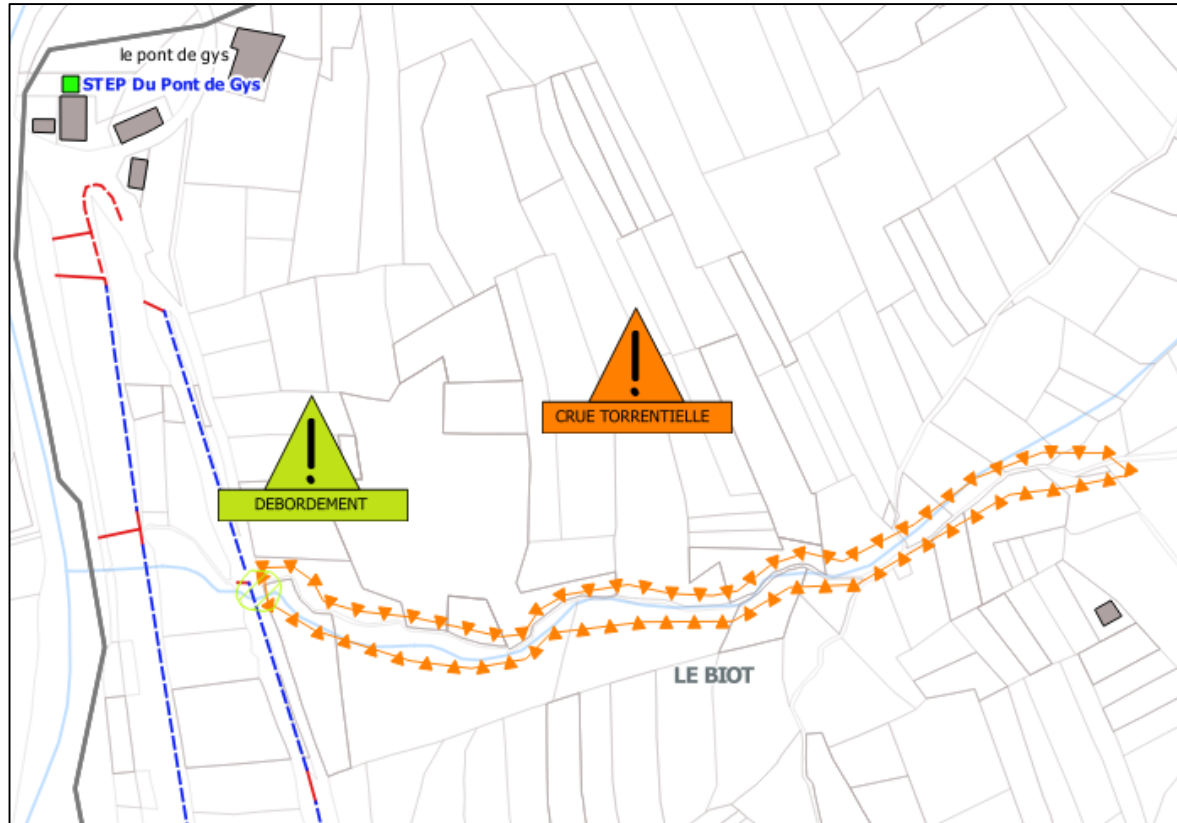 le pont de gys
STEP Du Pont de Gys
!
CRUE TORRENTIELLE
!
DEBORDEMENT
LE BIOT